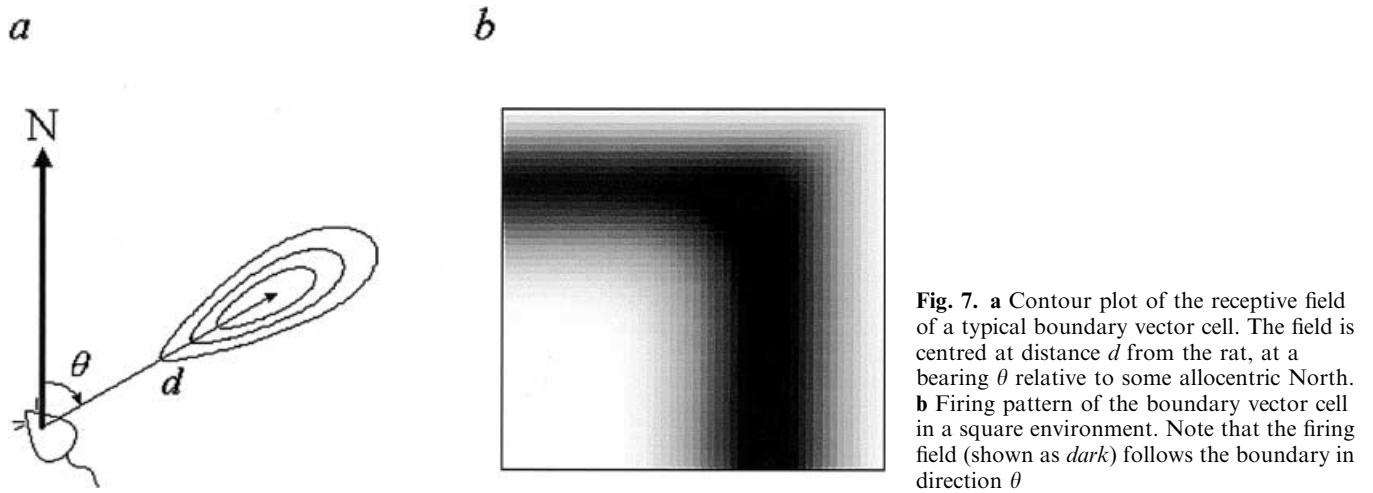 a
b
N
θ
d
Fig. 7. a Contour plot of the receptive field
of a typical boundary vector cell. The field is
centred at distance d from the rat, at a
bearing θ relative to some allocentric North.
b Firing pattern of the boundary vector cell
in a square environment. Note that the firing
field (shown as dark) follows the boundary in
direction θ